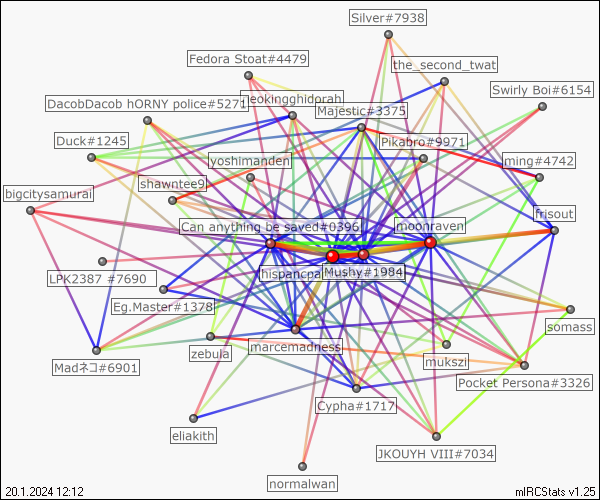 Silver#7938
Fedora Stoat#4479
the_second_twat
Swirly Boi#6154
DacobDacob hORNY police#5271
neokingghidorah
Majestic#3375
Duck#1245
Pikabro#9971
yoshimanden
ming#4742
shawntee9
bigcitysamurai
frisout
Can anything be saved#0396
moonraven
LPK2387 #7690
Mushy#1984
Eg.Master#1378
somass
zebula
marcemadness
Madネコ#6901
mukszi
Pocket Persona#3326
Cypha#1717
eliakith
JKOUYH VIII#7034
normalwan
20.1.2024 12:12
mIRCStats v1.25